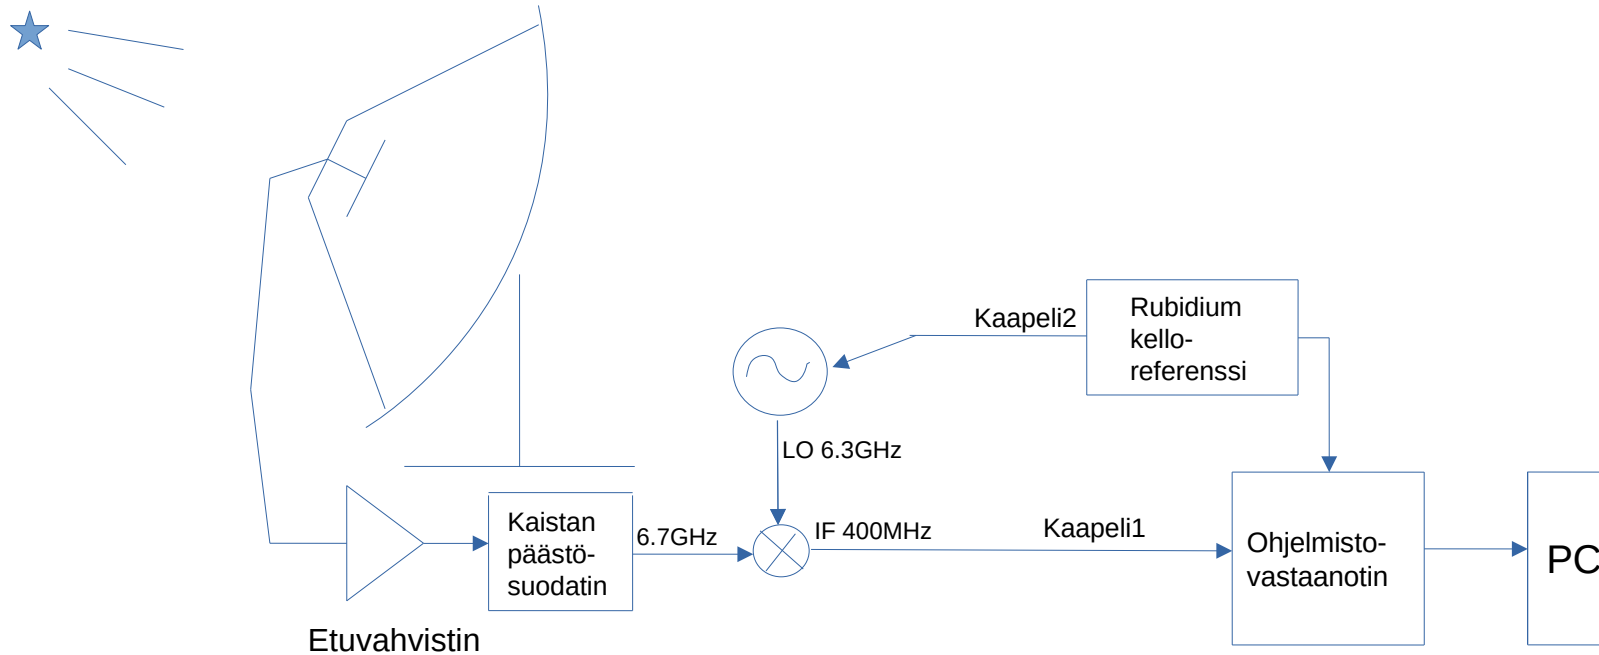 Kaapeli2
Rubidium
kello-
referenssi
LO 6.3GHz
Kaistan
päästö-
suodatin
6.7GHz
IF 400MHz
Kaapeli1
Ohjelmisto-
vastaanotin
PC
Etuvahvistin